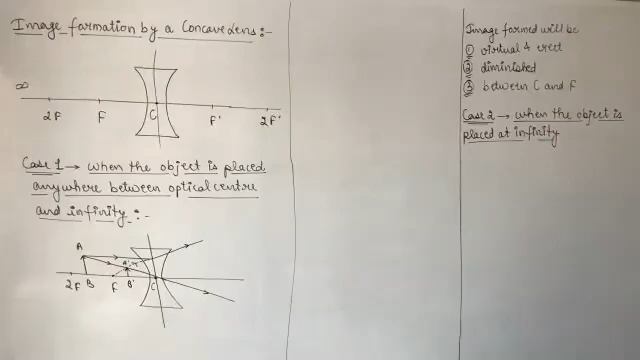 Image formation by a Concave Lens:-
∞
2F F C F' 2F'
Case 1 → when the object is placed
anywhere between optical centre
and infinity :-
A
A'
2F B F B' C
Image formed will be
① virtual & erect
② diminished
③ between C and F
Case 2 → when the object is
placed at infinity